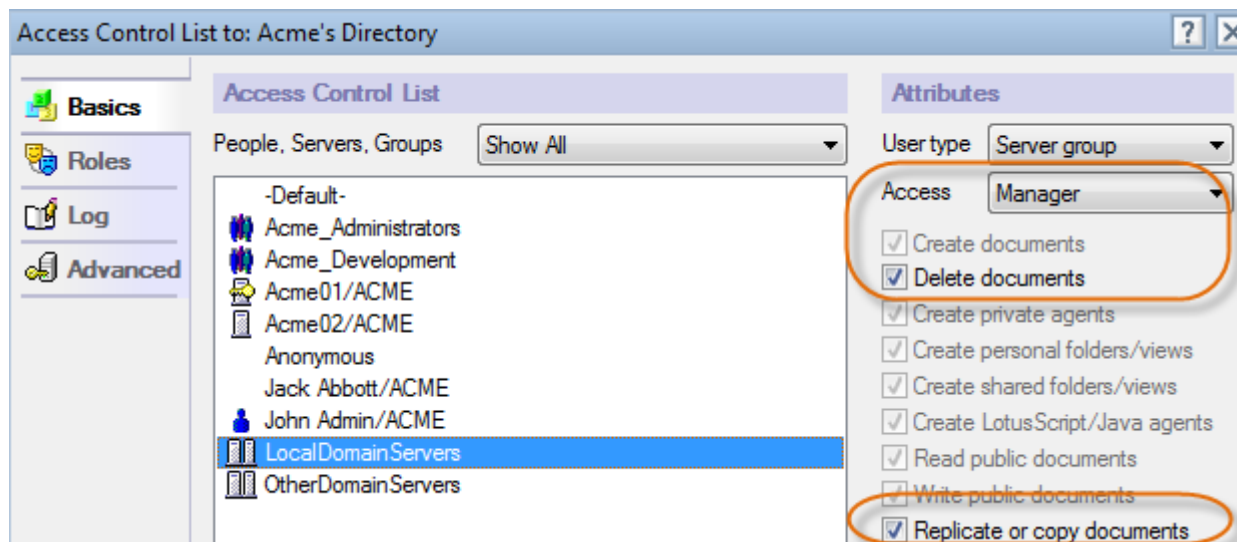 Access Control List to: Acme's Directory ?
Basics
Roles
Log
Advanced
Access Control List
People, Servers, Groups Show All
-Default-
Acme_Administrators
Acme_Development
Acme01/ACME
Acme02/ACME
Anonymous
Jack Abbott/ACME
John Admin/ACME
LocalDomainServers
OtherDomainServers
Attributes
User type Server group
Access Manager
Create documents
Delete documents
Create private agents
Create personal folders/views
Create shared folders/views
Create LotusScript/Java agents
Read public documents
Write public documents
Replicate or copy documents